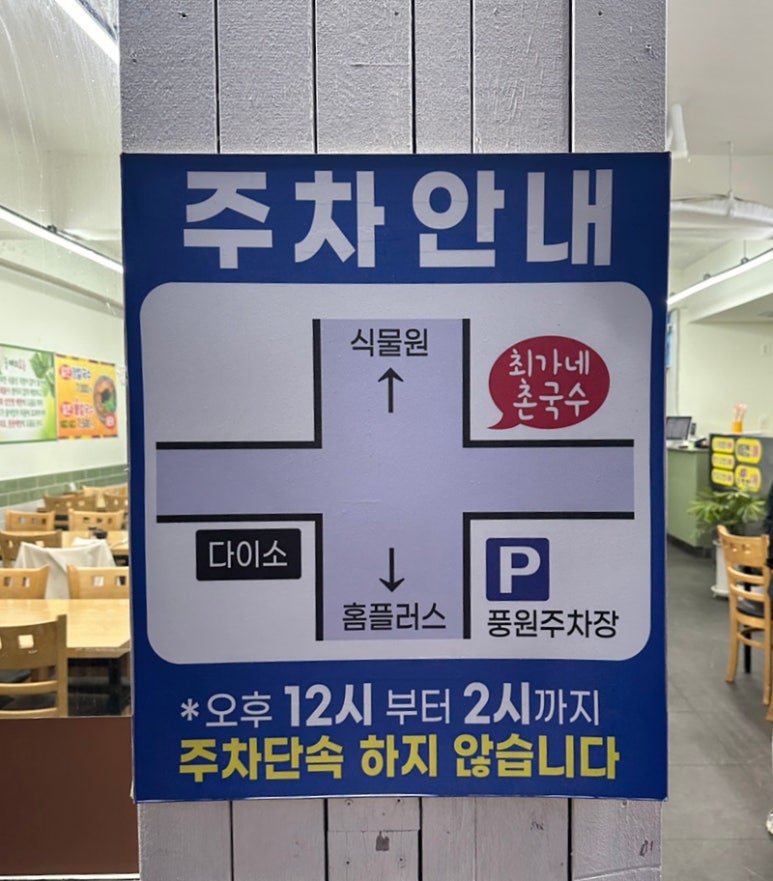 주차안내
식물원
↑
최가네
촌국수
다이소
↓
홈플러스
P
풍원주차장
*오후 12시 부터 2시까지
주차단속 하지 않습니다